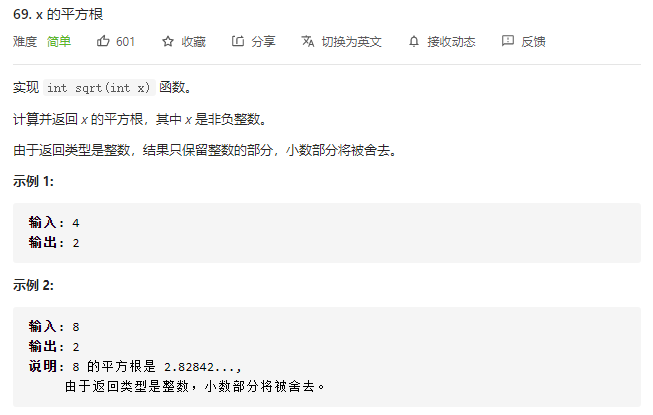 69. x 的平方根
难度 简单 601 收藏 分享 切换为英文 接收动态 反馈
实现 int sqrt(int x) 函数。
计算并返回 x 的平方根，其中 x 是非负整数。
由于返回类型是整数，结果只保留整数的部分，小数部分将被舍去。
示例 1:
输入: 4
输出: 2
示例 2:
输入: 8
输出: 2
说明: 8 的平方根是 2.82842...,
由于返回类型是整数，小数部分将被舍去。